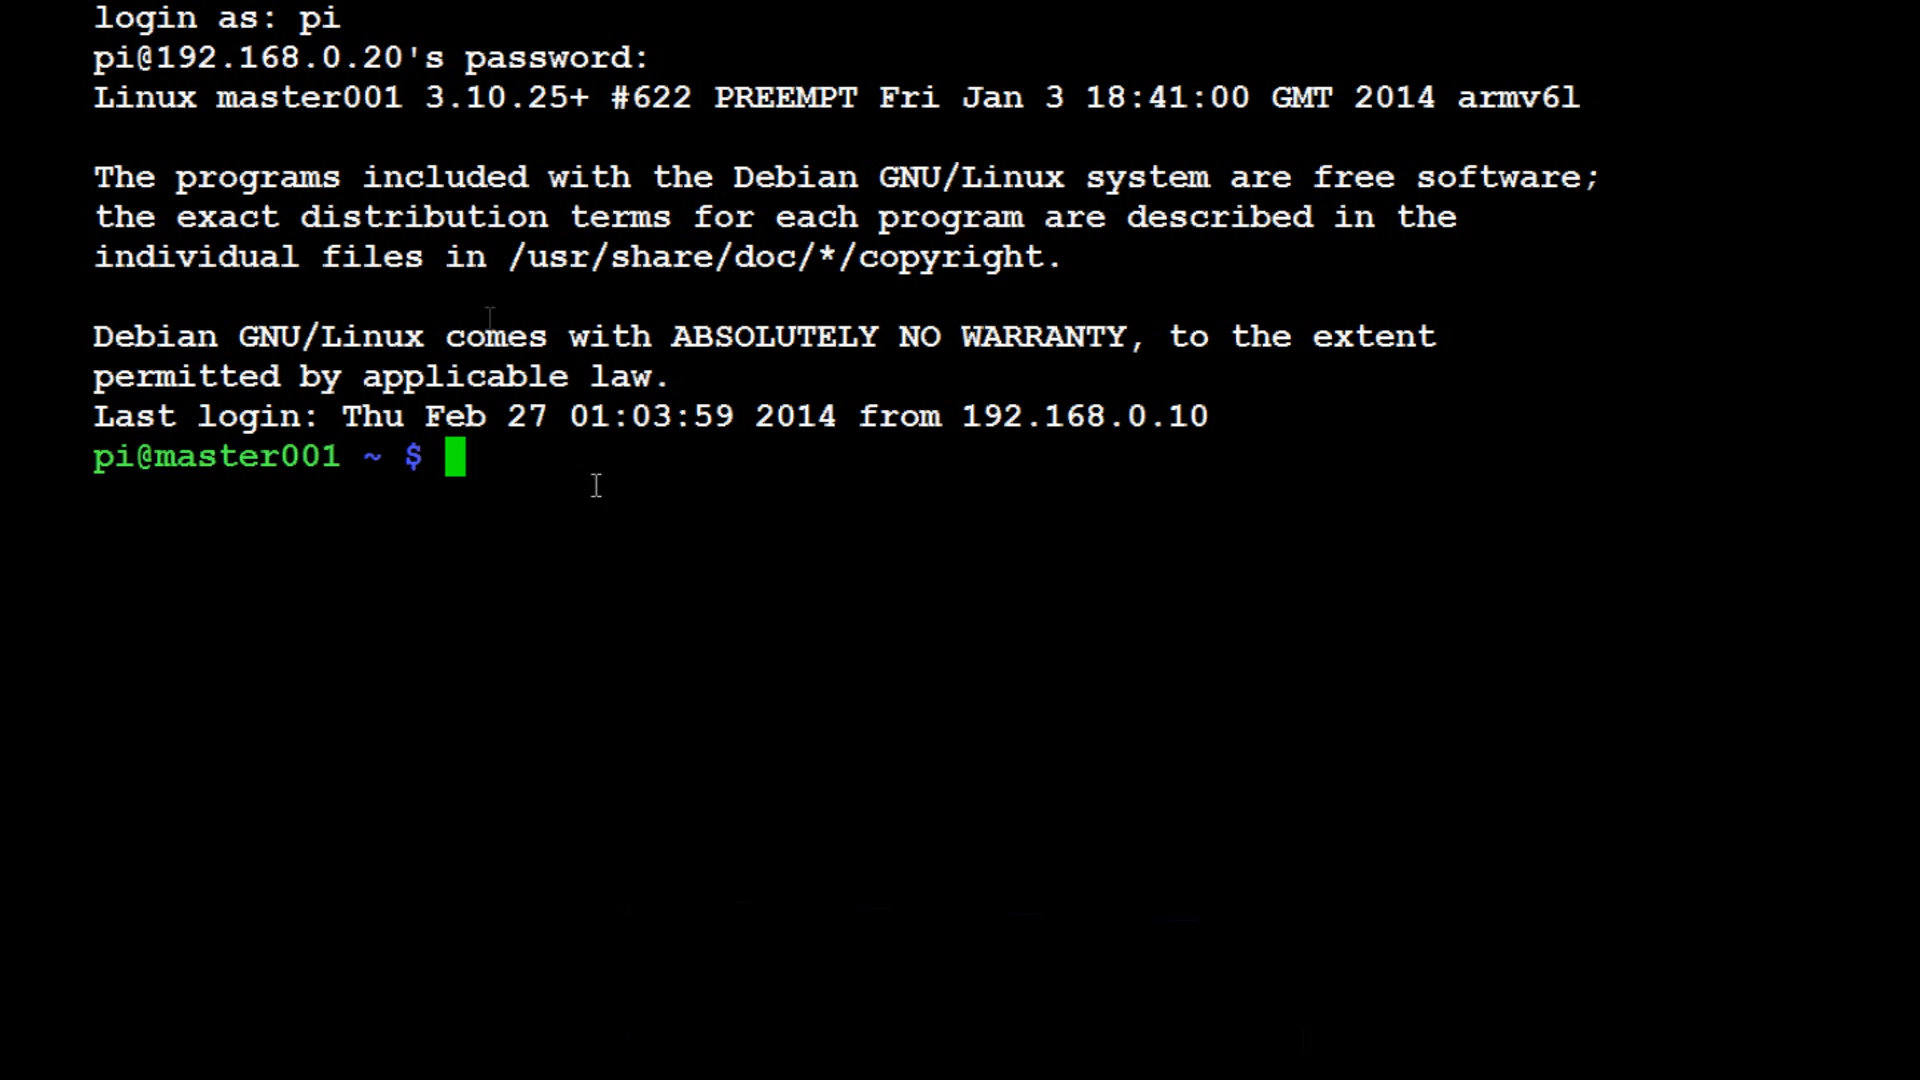 login as: pi
pi@192.168.0.20's password:
Linux master001 3.10.25+ #622 PREEMPT Fri Jan 3 18:41:00 GMT 2014 armv6l
The programs included with the Debian GNU/Linux system are free software;
the exact distribution terms for each program are described in the
individual files in /usr/share/doc/*/copyright.
Debian GNU/Linux comes with ABSOLUTELY NO WARRANTY, to the extent
permitted by applicable law.
Last login: Thu Feb 27 01:03:59 2014 from 192.168.0.10
pi@master001 ~ $